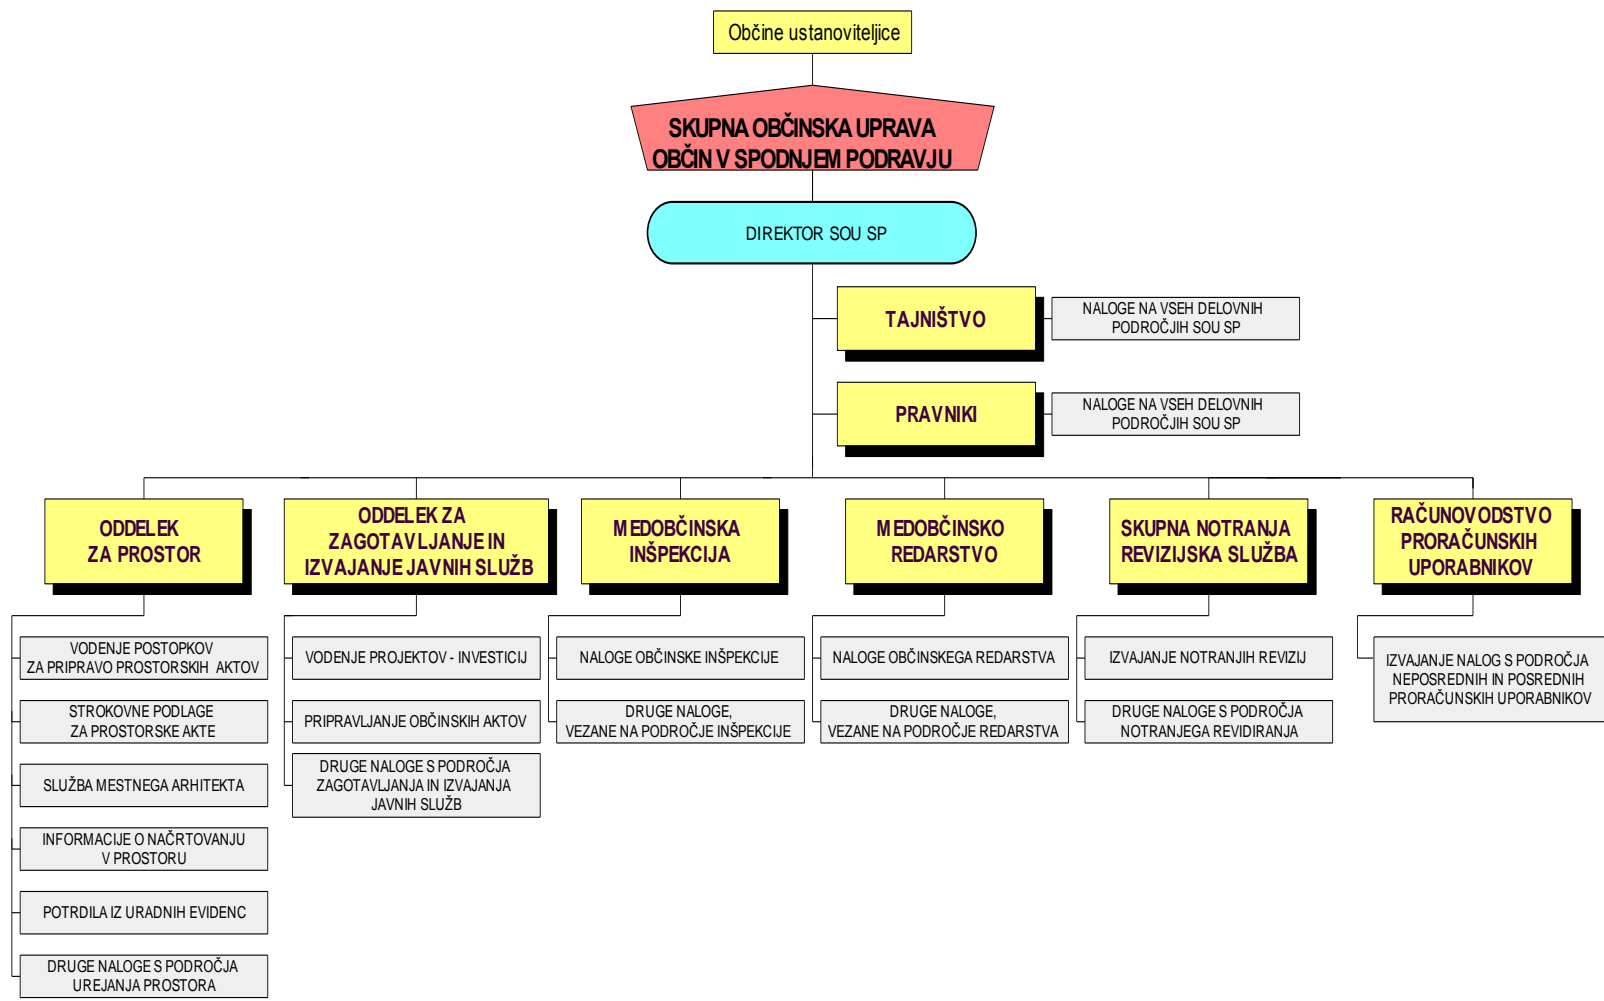 Občine ustanoviteljice
SKUPNA OBČINSKA UPRAVA
OBČIN V SPODNJEM PODRAVJU
DIREKTOR SOU SP
TAJNIŠTVO
NALOGE NA VSEH DELOVNIH
PODROČJIH SOU SP
PRAVNIKI
NALOGE NA VSEH DELOVNIH
PODROČJIH SOU SP
ODDELEK
ZA PROSTOR
VODENJE POSTOPKOV
ZA PRIPRAVO PROSTORSKIH AKTOV
STROKOVNE PODLAGE
ZA PROSTORSKE AKTE
SLUŽBA MESTNEGA ARHITEKTA
INFORMACIJE O NAČRTOVANJU
V PROSTORU
POTRDILA IZ URADNIH EVIDENC
DRUGE NALOGE S PODROČJA
UREJANJA PROSTORA
ODDELEK ZA
ZAGOTAVLJANJE IN
IZVAJANJE JAVNIH SLUŽB
VODENJE PROJEKTOV - INVESTICIJ
PRIPRAVLJANJE OBČINSKIH AKTOV
DRUGE NALOGE S PODROČJA
ZAGOTAVLJANJA IN IZVAJANJA
JAVNIH SLUŽB
MEDOBČINSKA
INŠPEKCIJA
NALOGE OBČINSKE INŠPEKCIJE
DRUGE NALOGE,
VEZANE NA PODROČJE INŠPEKCIJE
MEDOBČINSKO
REDARSTVO
NALOGE OBČINSKEGA REDARSTVA
DRUGE NALOGE,
VEZANE NA PODROČJE REDARSTVA
SKUPNA NOTRANJA
REVIZIJSKA SLUŽBA
IZVAJANJE NOTRANJIH REVIZIJ
DRUGE NALOGE S PODROČJA
NOTRANJEGA REVIDIRANJA
RAČUNOVODSTVO
PRORAČUNSKIH
UPORABNIKOV
IZVAJANJE NALOG S PODROČJA
NEPOSREDNIH IN POSREDNIH
PRORAČUNSKIH UPORABNIKOV